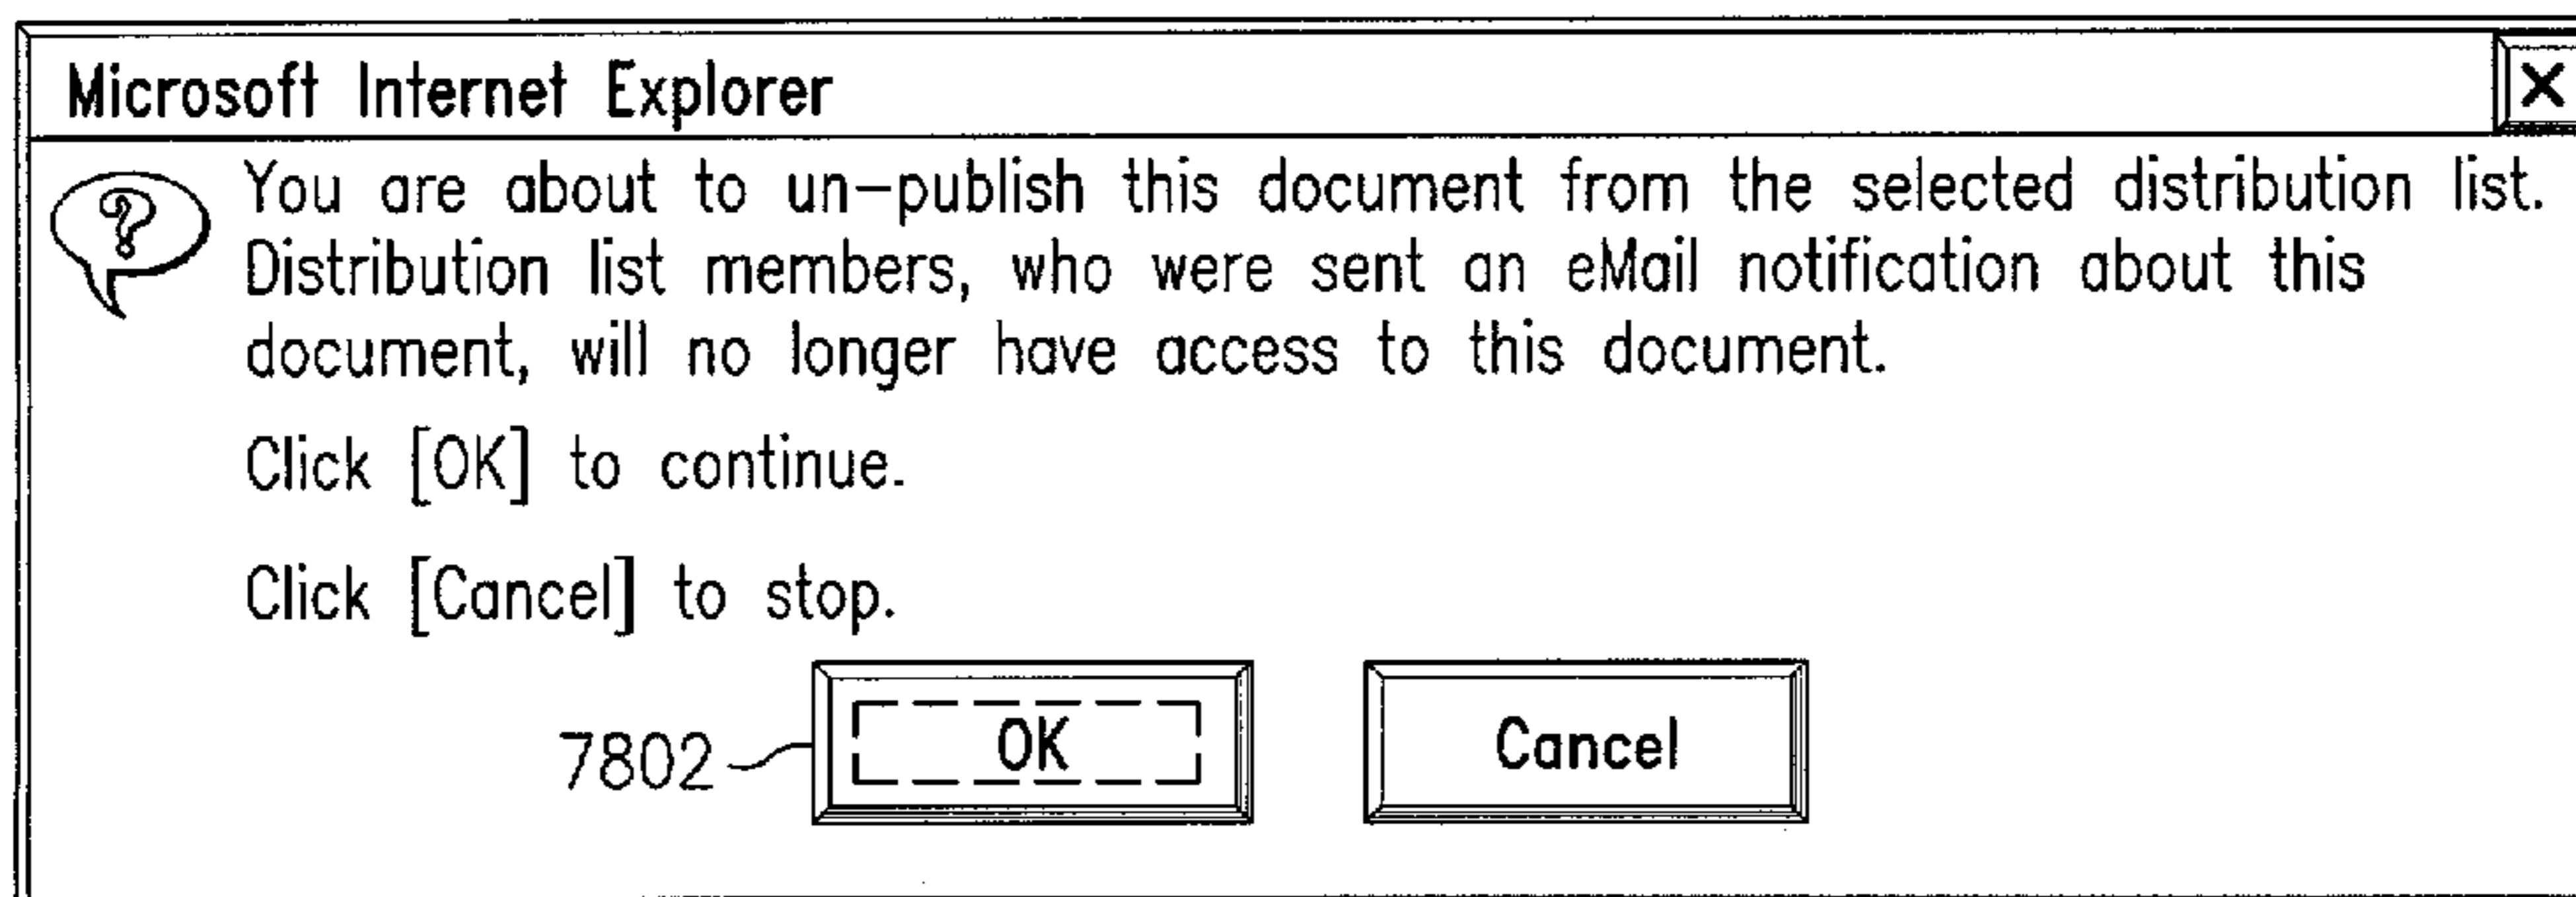 Microsoft Internet Explorer X
? You are about to un-publish this document from the selected distribution list.
Distribution list members, who were sent an eMail notification about this
document, will no longer have access to this document.
Click [OK] to continue.
Click [Cancel] to stop.
7802 OK Cancel